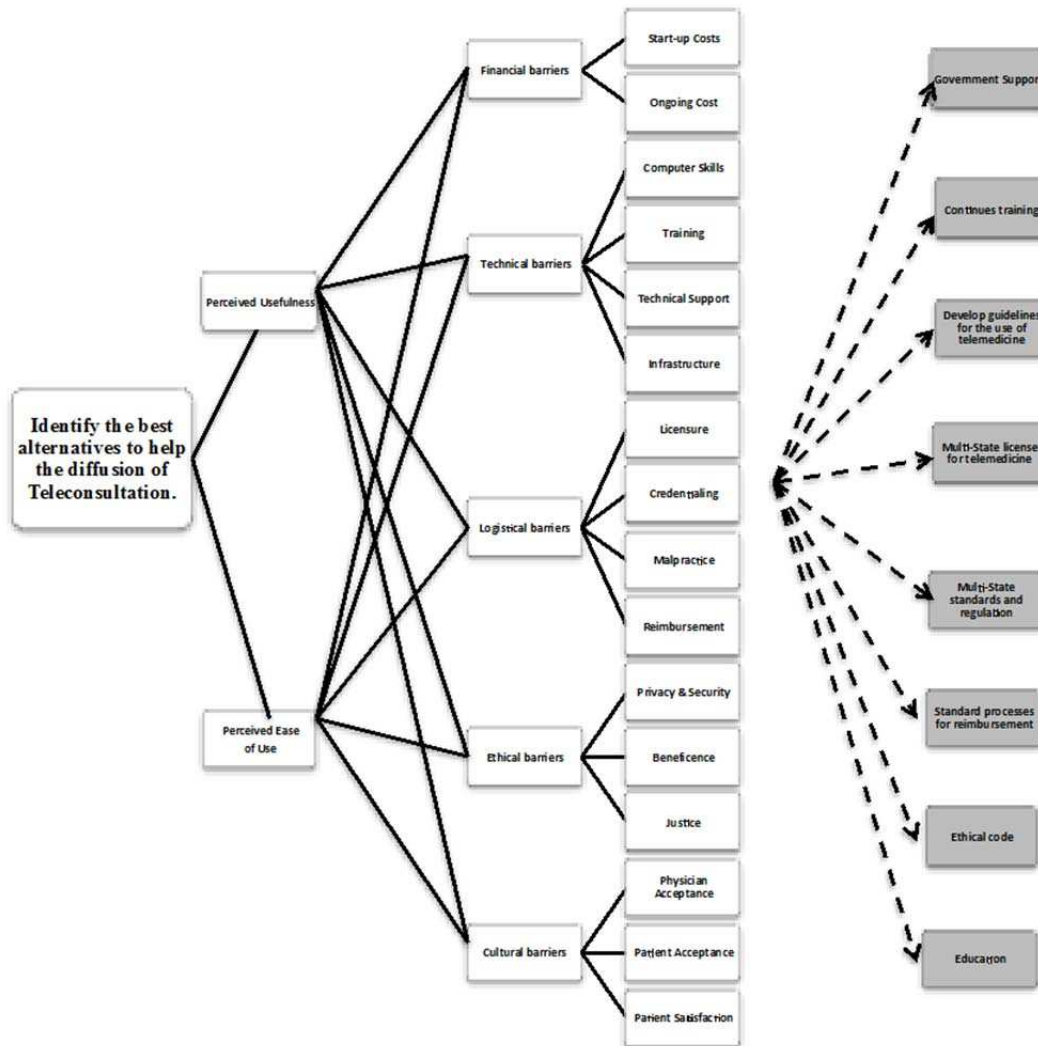 Identify the best
alternatives to help
the diffusion of
Teleconsultation.
Perceived Usefulness
Perceived Ease
of Use
Financial barriers
Technical barriers
Logistical barriers
Ethical barriers
Cultural barriers
Start-up Costs
Ongoing Cost
Computer Skills
Training
Technical Support
Infrastructure
Licensure
Credentialing
Malpractice
Reimbursement
Privacy & Security
Beneficence
Justice
Physician
Acceptance
Patient Acceptance
Patient Satisfaction
Government Support
Continues training
Develop guidelines
for the use of
telemedicine
Multi-State license
for telemedicine
Multi-State
standards and
regulation
Standard processes
for reimbursement
Ethical code
Education